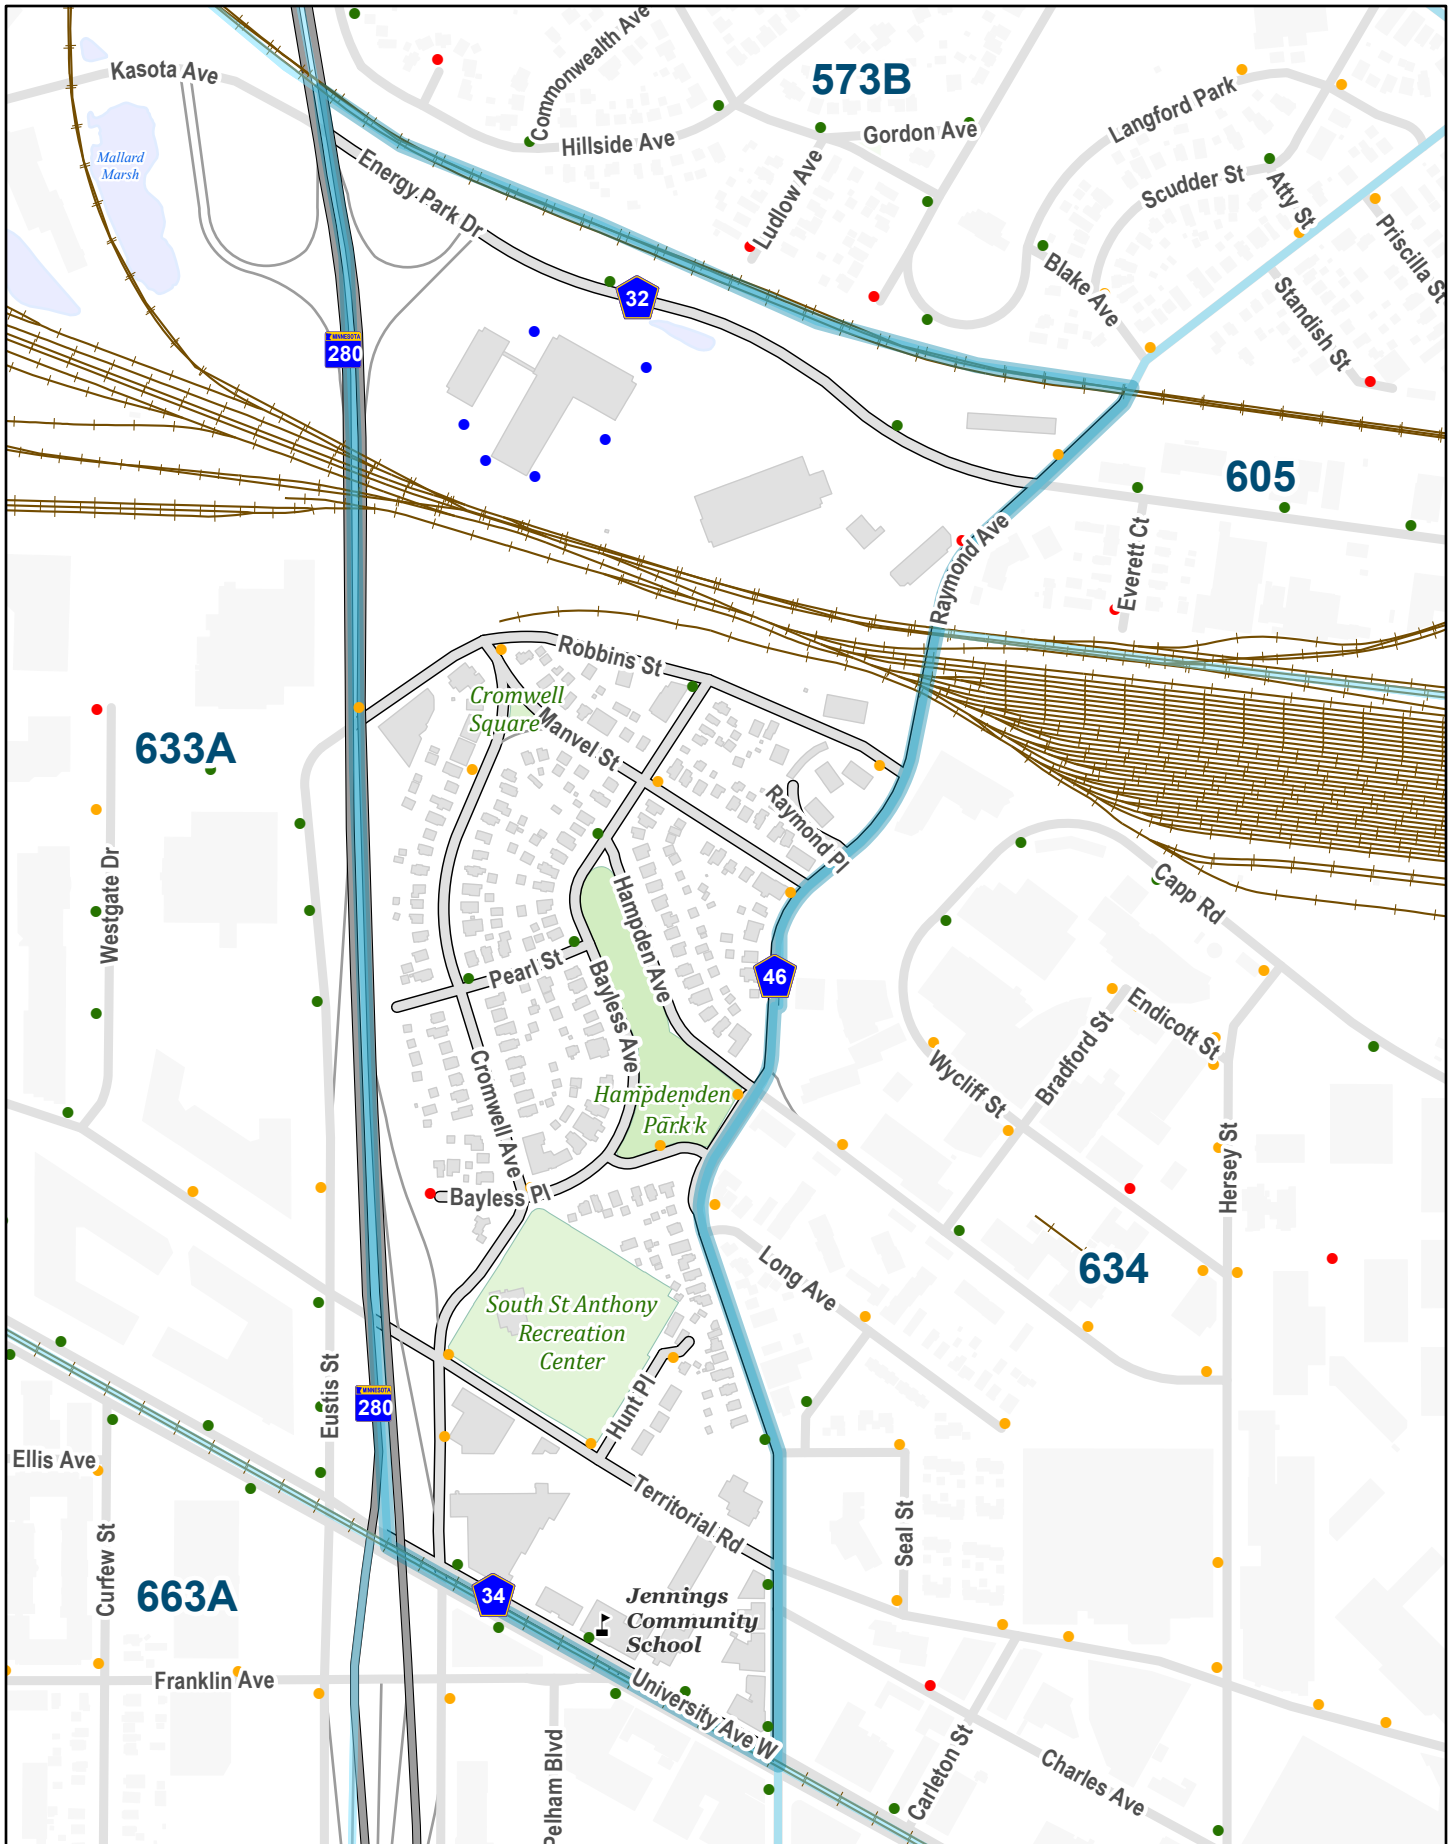 Commonwealth Ave
Kasota Ave
573B
Langford Park
Gordon Ave
Hillside Ave
Mallard
Marsh
Energy Park Dr
Ludlow Ave
Scudder St
Atty St
Priscilla St
Blake Ave
Standish St
32
MINNESOTA
280
605
Raymond Ave
Everett Ct
Robbins St
Cromwell
Square
Manvel St
633A
Raymond Pl
Westgate Dr
Hampden Ave
Capp Rd
Pearl St
Bayless Ave
46
Endicott St
Bradford St
Wycliff St
Cromwell Ave
Hampden
Park
Hersey St
Bayless Pl
Long Ave
634
South St Anthony
Recreation
Center
Eustis St
MINNESOTA
280
Hunt Pl
Ellis Ave
Territorial Rd
Seal St
Curfew St
663A
34
Jennings
Community
School
Franklin Ave
University Ave W
Pelham Blvd
Carleton St
Charles Ave